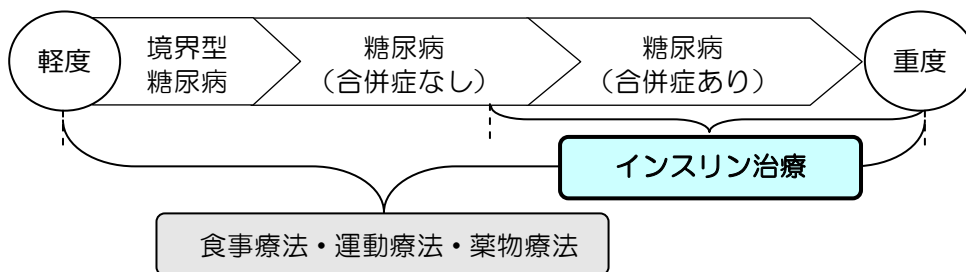 軽度
境界型
糖尿病
糖尿病
（合併症なし）
糖尿病
（合併症あり）
重度
インスリン治療
食事療法・運動療法・薬物療法